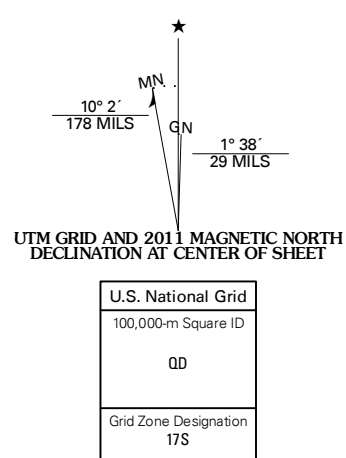 ★
MN
10° 2´
178 MILS
GN
1° 38´
29 MILS
UTM GRID AND 2011 MAGNETIC NORTH
DECLINATION AT CENTER OF SHEET
U.S. National Grid
100,000-m Square ID
QD
Grid Zone Designation
17S